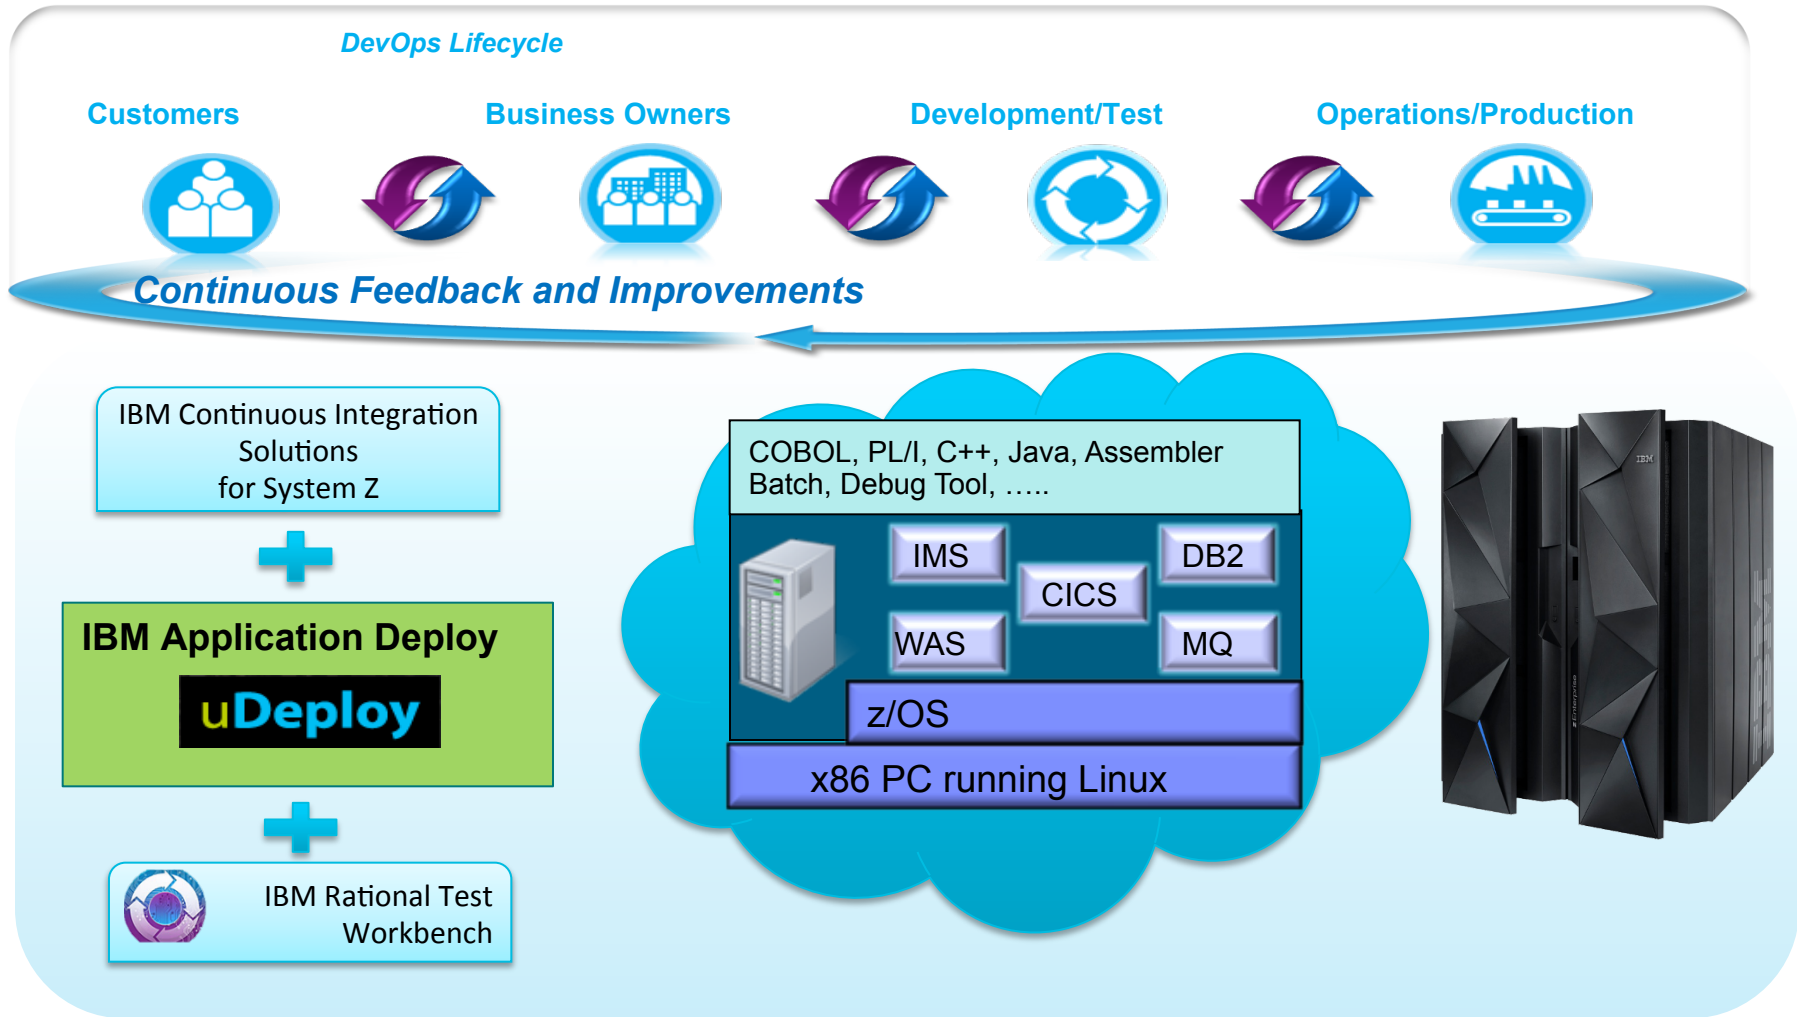 DevOps Lifecycle
Customers
Business Owners
Development/Test
Operations/Production
Continuous Feedback and Improvements
IBM Continuous Integration
Solutions
for System Z
IBM Application Deploy
uDeploy
IBM Rational Test
Workbench
COBOL, PL/I, C++, Java, Assembler
Batch, Debug Tool, …..
IMS
DB2
CICS
WAS
MQ
z/OS
x86 PC running Linux
IBM
zEnterprise